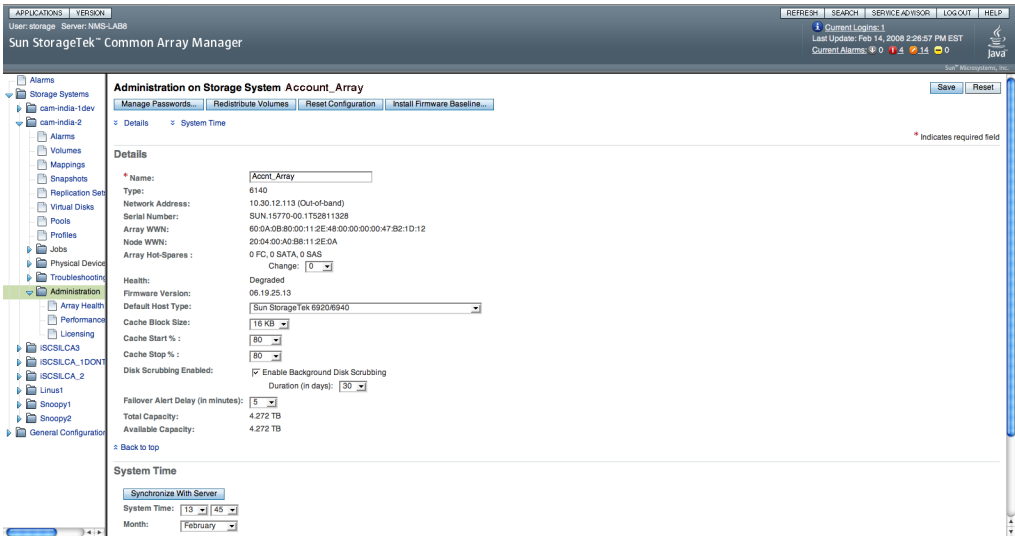 APPLICATIONS VERSION
REFRESH SEARCH SERVICE ADVISOR LOG OUT HELP
User: storage Server: NMS-LAB8
Current Logins: 1
Sun StorageTek™ Common Array Manager
Last Update: Feb 14, 2008 2:26:57 PM EST
Current Alarms: 0 4 14 0
Java
Sun™ Microsystems, Inc.
Alarms
Storage Systems
cam-india-1dev
cam-india-2
Alarms
Volumes
Mappings
Snapshots
Replication Sets
Virtual Disks
Pools
Profiles
Jobs
Physical Device
Troubleshooting
Administration
Array Health
Performance
Licensing
iSCSILCA3
iSCSILCA_1DONT
iSCSILCA_2
Linus1
Snoopy1
Snoopy2
General Configuration
Administration on Storage System Account_Array
Save Reset
Manage Passwords... Redistribute Volumes Reset Configuration Install Firmware Baseline...
Details System Time
* Indicates required field
Details
* Name: Accnt_Array
Type: 6140
Network Address: 10.30.12.113 (Out-of-band)
Serial Number: SUN.15770-00.1T52811328
Array WWN: 60:0A:0B:80:00:11:2E:48:00:00:00:00:47:B2:1D:12
Node WWN: 20:04:00:A0:B8:11:2E:0A
Array Hot-Spares : 0 FC, 0 SATA, 0 SAS
Change: 0
Health: Degraded
Firmware Version: 06.19.25.13
Default Host Type: Sun StorageTek 6920/6940
Cache Block Size: 16 KB
Cache Start % : 80
Cache Stop % : 80
Disk Scrubbing Enabled: Enable Background Disk Scrubbing
Duration (in days): 30
Failover Alert Delay (in minutes): 5
Total Capacity: 4.272 TB
Available Capacity: 4.272 TB
Back to top
System Time
Synchronize With Server
System Time: 13 45
Month: February